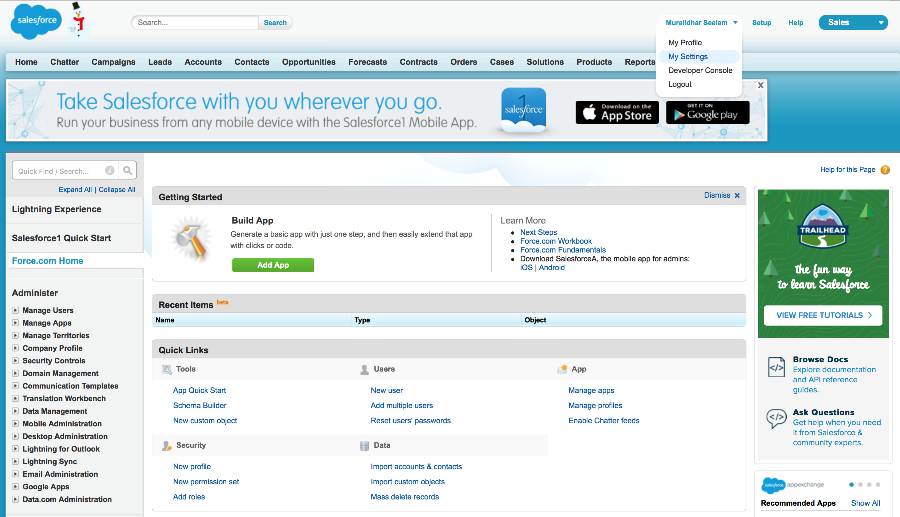 salesforce
Search...
Search
Muralidhar Seelam
Setup
Help
Sales
My Profile
My Settings
Developer Console
Logout
Home Chatter Campaigns Leads Accounts Contacts Opportunities Forecasts Contracts Orders Cases Solutions Products Reports
Take Salesforce with you wherever you go.
Run your business from any mobile device with the Salesforce1 Mobile App.
1
salesforce
Download on the
App Store
GET IT ON
Google play
X
Quick Find / Search...
Expand All | Collapse All
Lightning Experience
Salesforce1 Quick Start
Force.com Home
Administer
Manage Users
Manage Apps
Manage Territories
Company Profile
Security Controls
Domain Management
Communication Templates
Translation Workbench
Data Management
Mobile Administration
Desktop Administration
Lightning for Outlook
Lightning Sync
Email Administration
Google Apps
Data.com Administration
Help for this Page ?
Getting Started
Dismiss X
Build App
Generate a basic app with just one step, and then easily extend that app
with clicks or code.
Add App
Learn More
Next Steps
Force.com Workbook
Force.com Fundamentals
Download SalesforceA, the mobile app for admins:
iOS | Android
Recent Items beta
Name Type Object
Quick Links
Tools
App Quick Start
Schema Builder
New custom object
Users
New user
Add multiple users
Reset users' passwords
App
Manage apps
Manage profiles
Enable Chatter feeds
Security
New profile
New permission set
Add roles
Data
Import accounts & contacts
Import custom objects
Mass delete records
TRAILHEAD
the fun way
to learn Salesforce
VIEW FREE TUTORIALS
Browse Docs
Explore documentation
and API reference
guides.
Ask Questions
Get help when you need
it from Salesforce &
community experts.
salesforce appexchange
Recommended Apps Show All